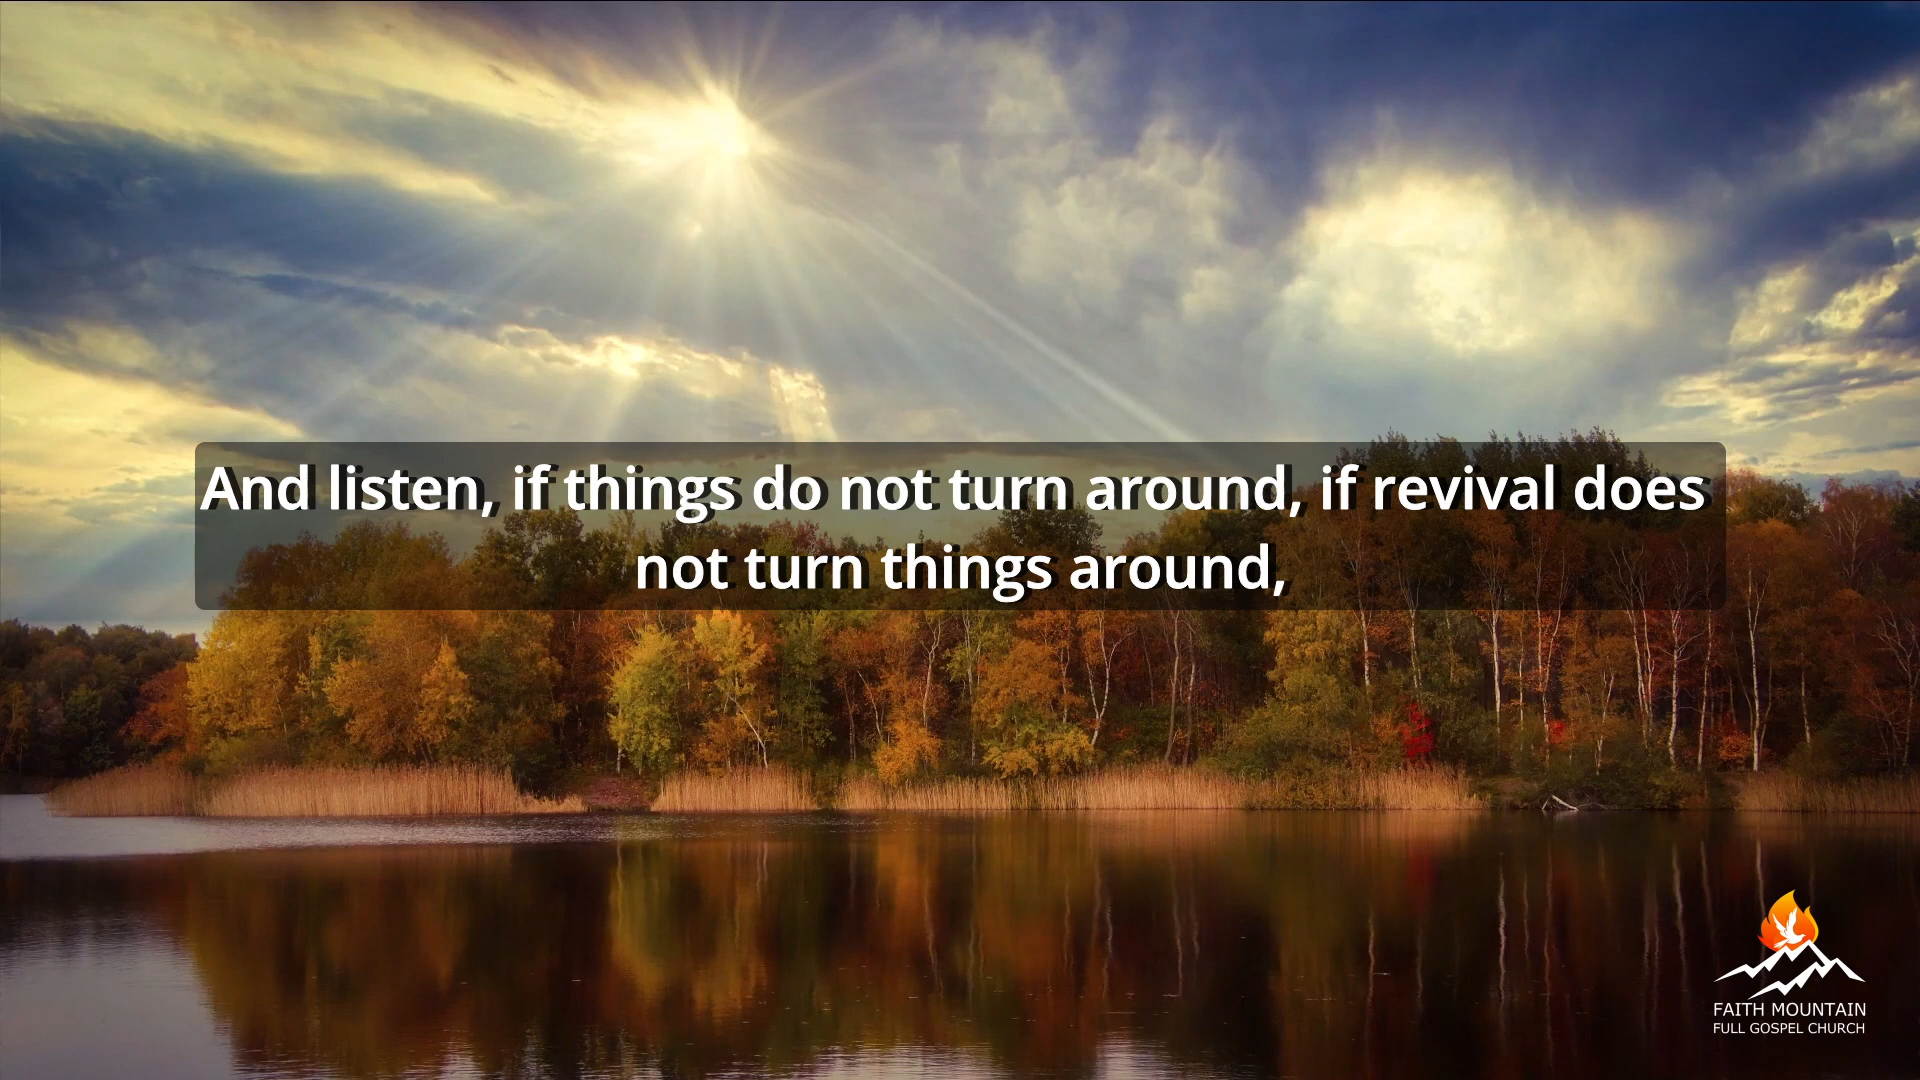 And listen, if things do not turn around, if revival does
not turn things around,
FAITH MOUNTAIN
FULL GOSPEL CHURCH